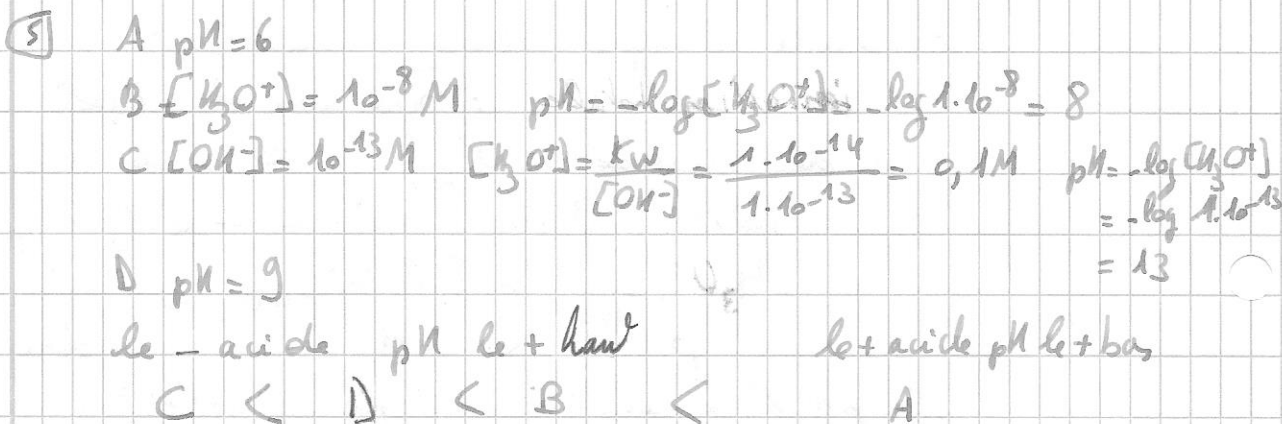 5 A pH = 6
B [H3O+] = 10^-8 M pH = -log[H3O+] = -log 1.10^-8 = 8
C [OH-] = 10^-13 M [H3O+] = Kw / [OH-] = 1.10^-14 / 1.10^-13 = 0,1M pH = -log[H3O+]
= -log 1.10^-13
= 13
D pH = 9
le - acide pH le + haut le + acide pH le + bas
C < D < B < A